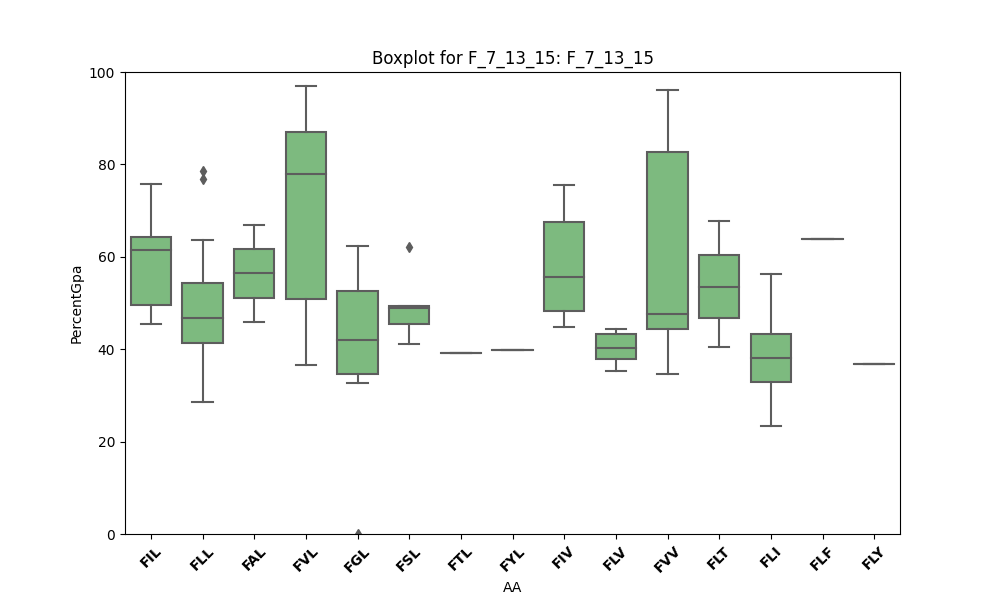 Boxplot for F_7_13_15: F_7_13_15
100
80
60
40
20
0
PercentGpa
FIL FLL FAL FVL FGL FSL FTL FYL FIV FLV FVV FLT FLI FLF FLY
AA